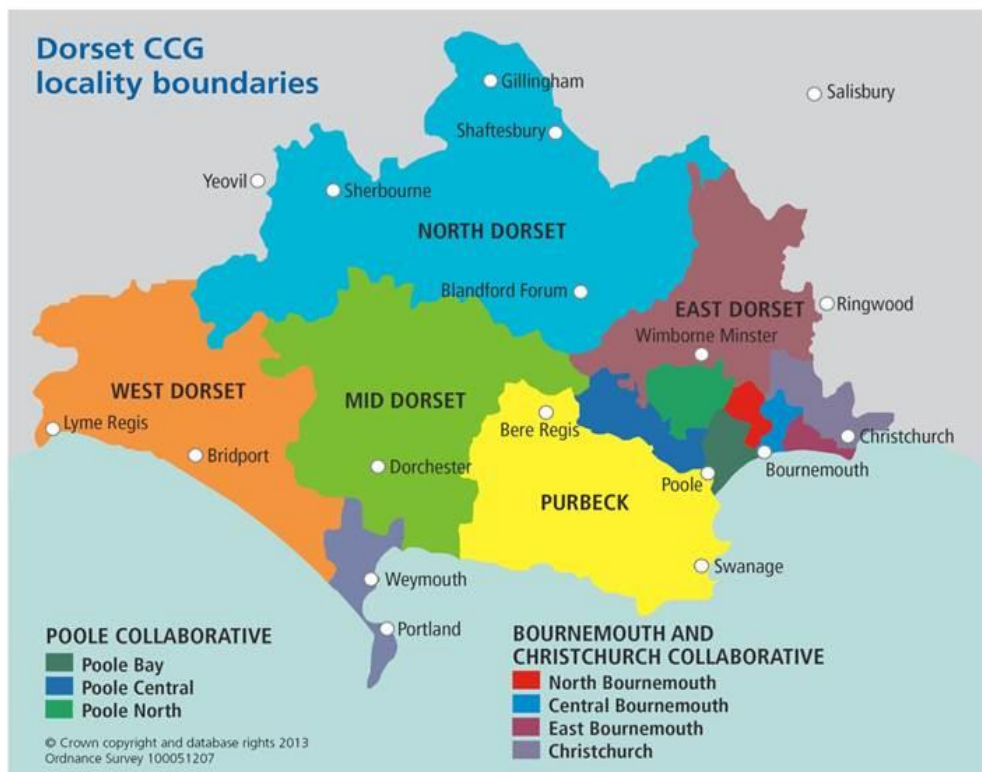 Dorset CCG
locality boundaries
Gillingham
Salisbury
Shaftesbury
Yeovil
Sherbourne
NORTH DORSET
Blandford Forum
EAST DORSET
Ringwood
Wimborne Minster
WEST DORSET
MID DORSET
Lyme Regis
Bere Regis
Christchurch
Bridport
Dorchester
Poole
Bournemouth
PURBECK
Swanage
Weymouth
Portland
POOLE COLLABORATIVE
Poole Bay
Poole Central
Poole North
© Crown copyright and database rights 2013
Ordnance Survey 100051207
BOURNEMOUTH AND
CHRISTCHURCH COLLABORATIVE
North Bournemouth
Central Bournemouth
East Bournemouth
Christchurch